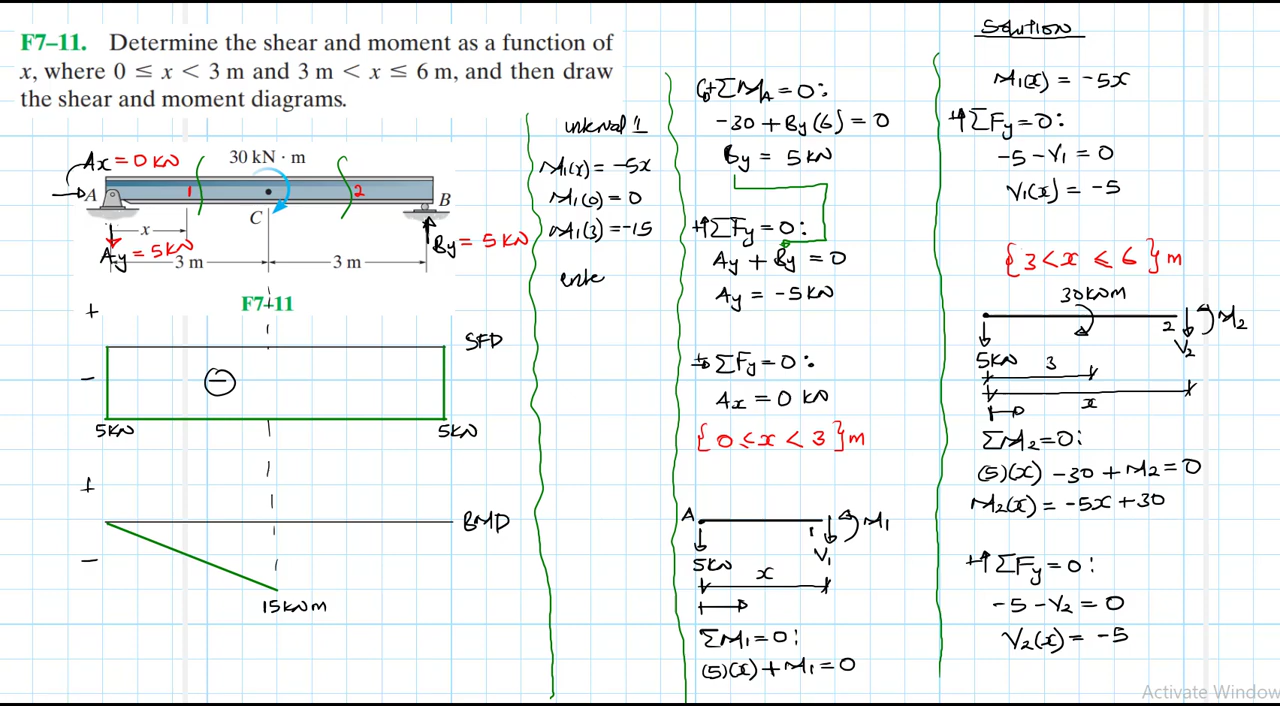 F7–11. Determine the shear and moment as a function of
x, where 0 ≤ x < 3 m and 3 m < x ≤ 6 m, and then draw
the shear and moment diagrams.
Ax = 0 KN
30 kN · m
A
1
2
B
C
x
Ay = 5 KN
By = 5 KN
3 m
3 m
F7–11
+
SFD
−
−
5KN
5KN
+
BMD
−
15KNm
interval 1
M1(x) = -5x
M1(0) = 0
M1(3) = -15
ΣMA = 0:
-30 + By(6) = 0
By = 5 KN
+↑ΣFy = 0:
Ay + By = 0
Ay = -5 KN
ΣFy = 0:
Ax = 0 KN
{0 ≤ x < 3}m
A
1
M1
V1
5KN
x
ΣM1 = 0:
(5)(x) + M1 = 0
SOLUTION
M1(x) = -5x
+↑ΣFy = 0:
-5 - V1 = 0
V1(x) = -5
{3 < x ≤ 6}m
30KNm
2
M2
V2
5KN
3
x
ΣM2 = 0:
(5)(x) - 30 + M2 = 0
M2(x) = -5x + 30
+↑ΣFy = 0:
-5 - V2 = 0
V2(x) = -5
Activate Window